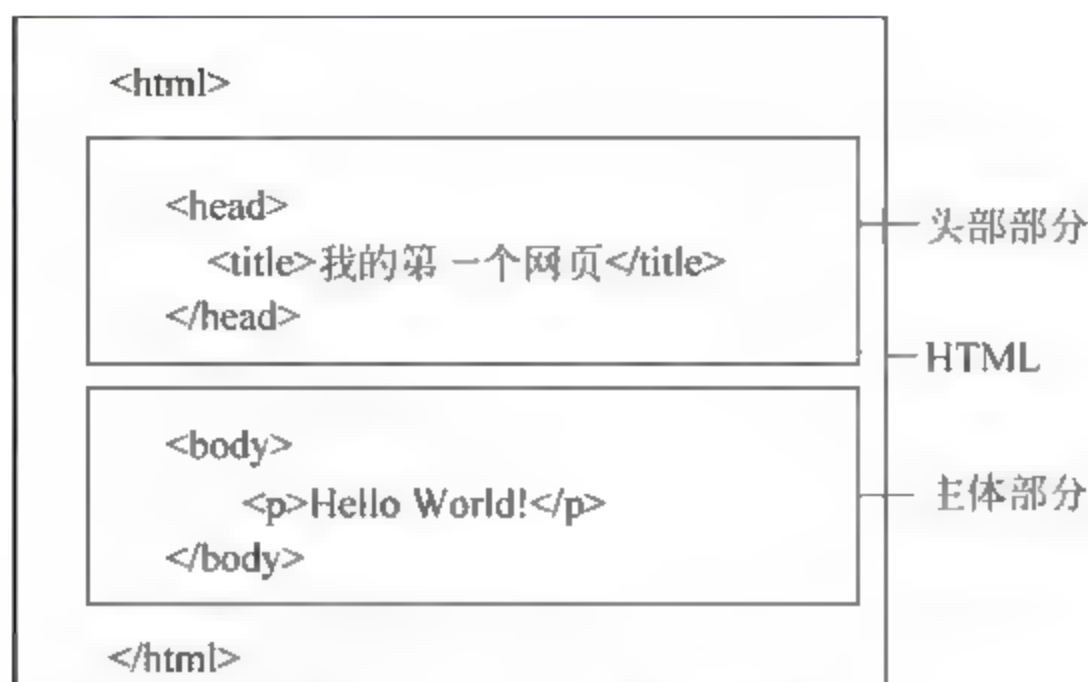 <html>
<head>
<title>我的第一个网页</title>
</head>
头部部分
HTML
<body>
<p>Hello World!</p>
</body>
主体部分
</html>